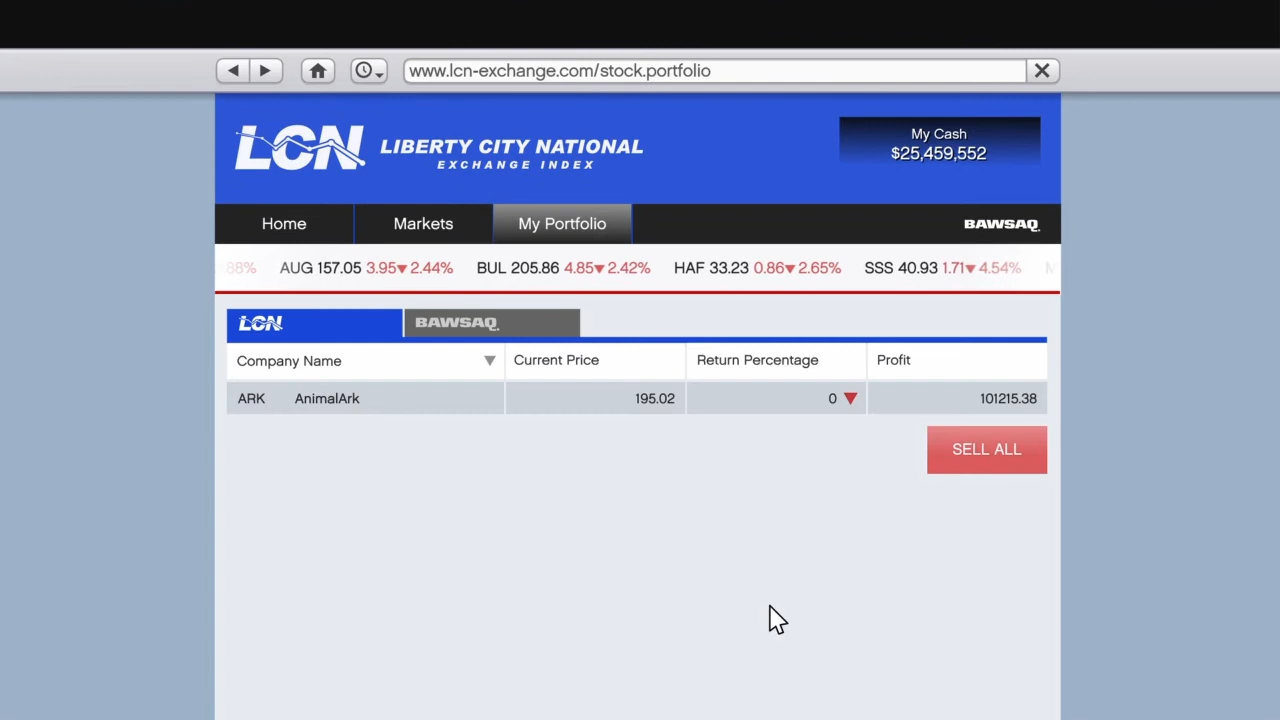 www.lcn-exchange.com/stock.portfolio
LCN LIBERTY CITY NATIONAL
EXCHANGE INDEX
My Cash
$25,459,552
Home Markets My Portfolio BAWSAQ
88% AUG 157.05 3.95▼2.44% BUL 205.86 4.85▼2.42% HAF 33.23 0.86▼2.65% SSS 40.93 1.71▼4.54%
LCN BAWSAQ
Company Name ▼ Current Price Return Percentage Profit
ARK AnimalArk 195.02 0 ▼ 101215.38
SELL ALL